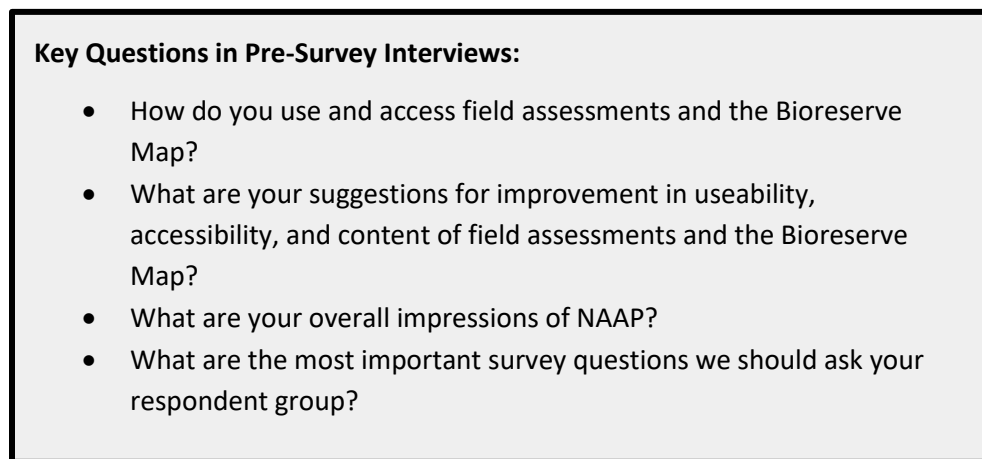 Key Questions in Pre-Survey Interviews:
• How do you use and access field assessments and the Bioreserve
Map?
• What are your suggestions for improvement in useability,
accessibility, and content of field assessments and the Bioreserve
Map?
• What are your overall impressions of NAAP?
• What are the most important survey questions we should ask your
respondent group?